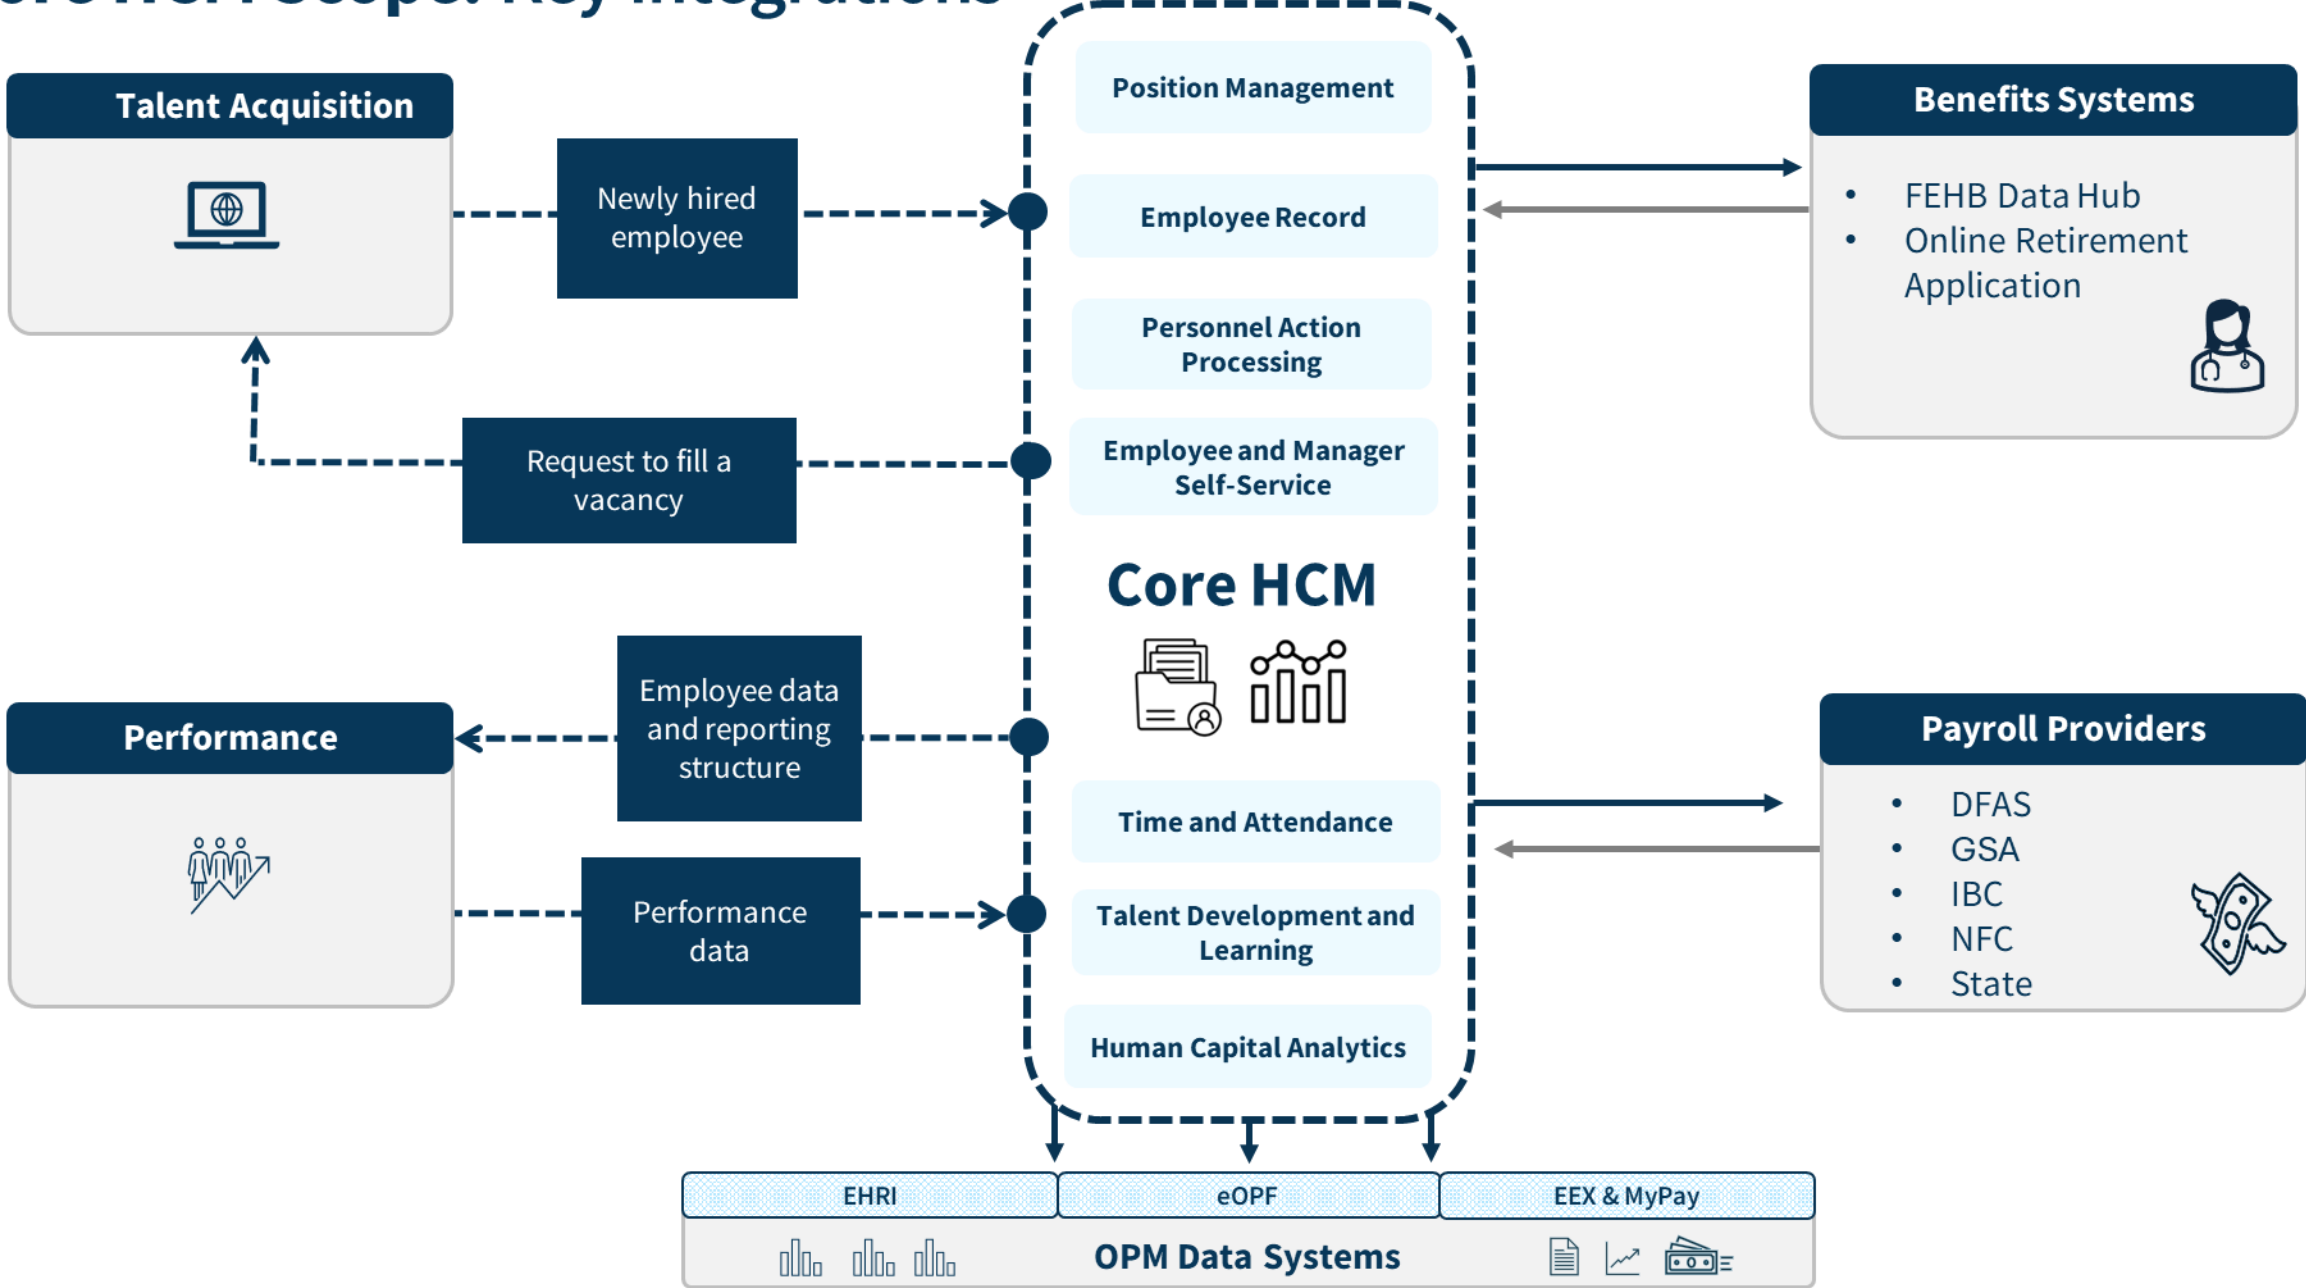 Scope: Key Integrations
Talent Acquisition
Newly hired
employee
Request to fill a
vacancy
Performance
Employee data
and reporting
structure
Performance
data
Position Management
Employee Record
Personnel Action
Processing
Employee and Manager
Self-Service
Core HCM
Time and Attendance
Talent Development and
Learning
Human Capital Analytics
Benefits Systems
• FEHB Data Hub
• Online Retirement
Application
Payroll Providers
• DFAS
• GSA
• IBC
• NFC
• State
EHRI
eOPF
EEX & MyPay
OPM Data Systems